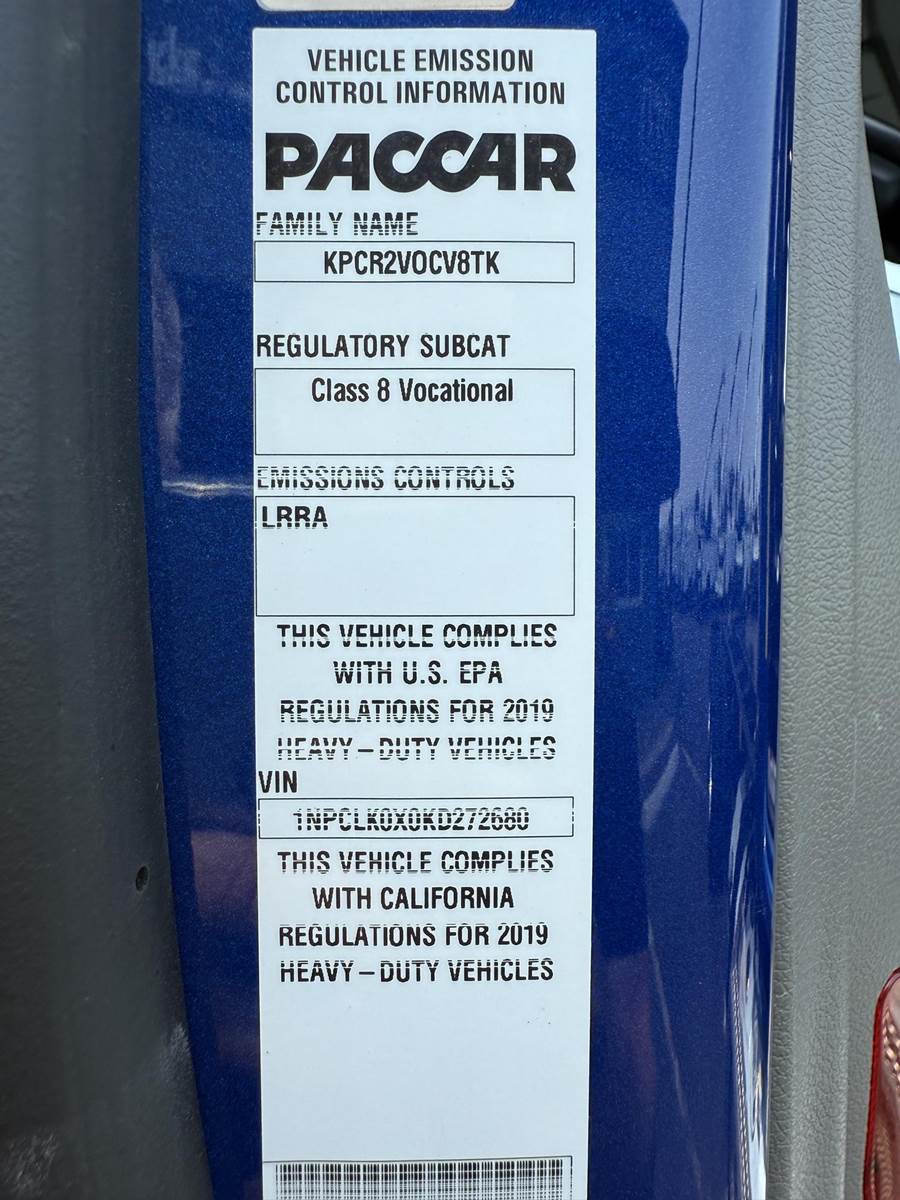 VEHICLE EMISSION
CONTROL INFORMATION
PACCAR
FAMILY NAME
KPCR2VOCV8TK
REGULATORY SUBCAT
Class 8 Vocational
EMISSIONS CONTROLS
LRRA
THIS VEHICLE COMPLIES
WITH U.S. EPA
REGULATIONS FOR 2019
HEAVY-DUTY VEHICLES
VIN
1NPCLK0X0KD272680
THIS VEHICLE COMPLIES
WITH CALIFORNIA
REGULATIONS FOR 2019
HEAVY-DUTY VEHICLES